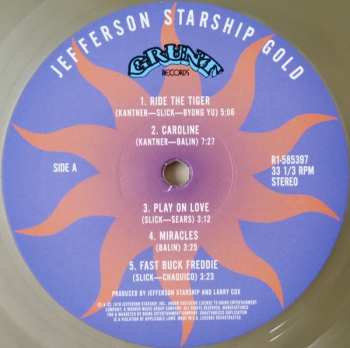 JEFFERSON STARSHIP GOLD
GRUNT
RECORDS
1. RIDE THE TIGER
(KANTNER—SLICK—BYONG YU) 5:06
2. CAROLINE
(KANTNER—BALIN) 7:27
SIDE A
R1-585397
33 1/3 RPM
STEREO
3. PLAY ON LOVE
(SLICK—SEARS) 3:12
4. MIRACLES
(BALIN) 3:25
5. FAST BUCK FREDDIE
(SLICK—CHAQUICO) 3:23
PRODUCED BY JEFFERSON STARSHIP AND LARRY COX